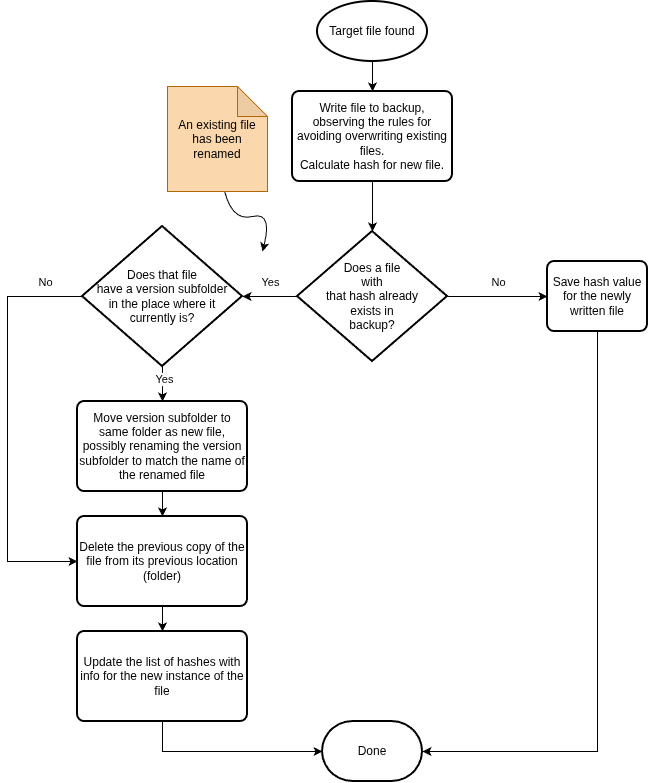 Target file found
Write file to backup,
observing the rules for
avoiding overwriting existing
files.
Calculate hash for new file.
An existing file
has been
renamed
Does a file
with
that hash already
exists in
backup?
Yes
No
Does that file
have a version subfolder
in the place where it
currently is?
No
Yes
Save hash value
for the newly
written file
Move version subfolder to
same folder as new file,
possibly renaming the version
subfolder to match the name of
the renamed file
Delete the previous copy of the
file from its previous location
(folder)
Update the list of hashes with
info for the new instance of the
file
Done